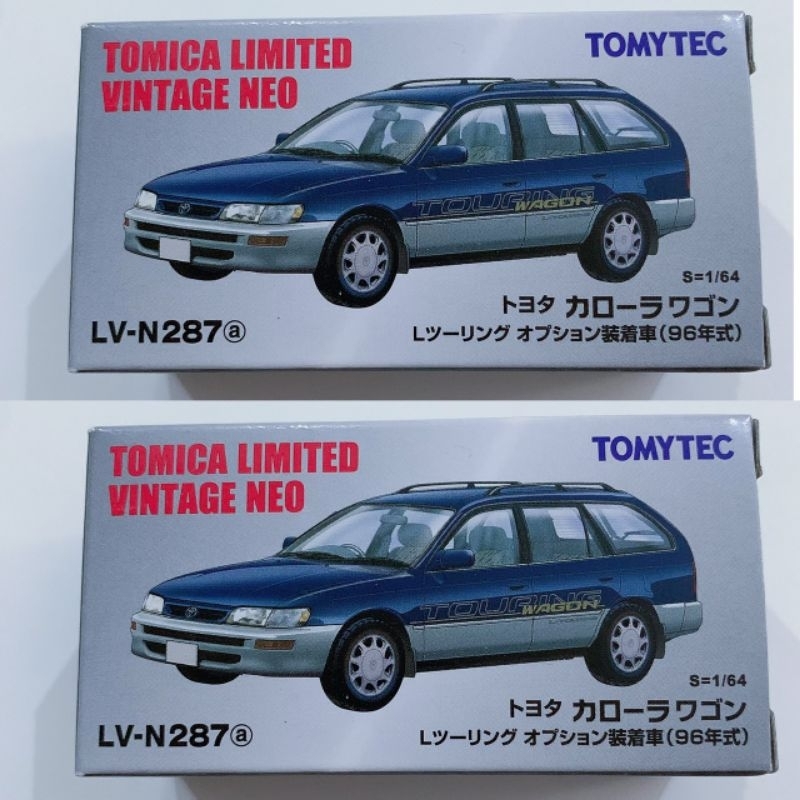 TOMICA LIMITED
VINTAGE NEO
TOMYTEC
TOURING
WAGON
S=1/64
LV-N287ⓐ
トヨタ カローラワゴン
Lツーリング オプション装着車(96年式)
TOMICA LIMITED
VINTAGE NEO
TOMYTEC
TOURING
WAGON
S=1/64
LV-N287ⓐ
トヨタ カローラワゴン
Lツーリング オプション装着車(96年式)